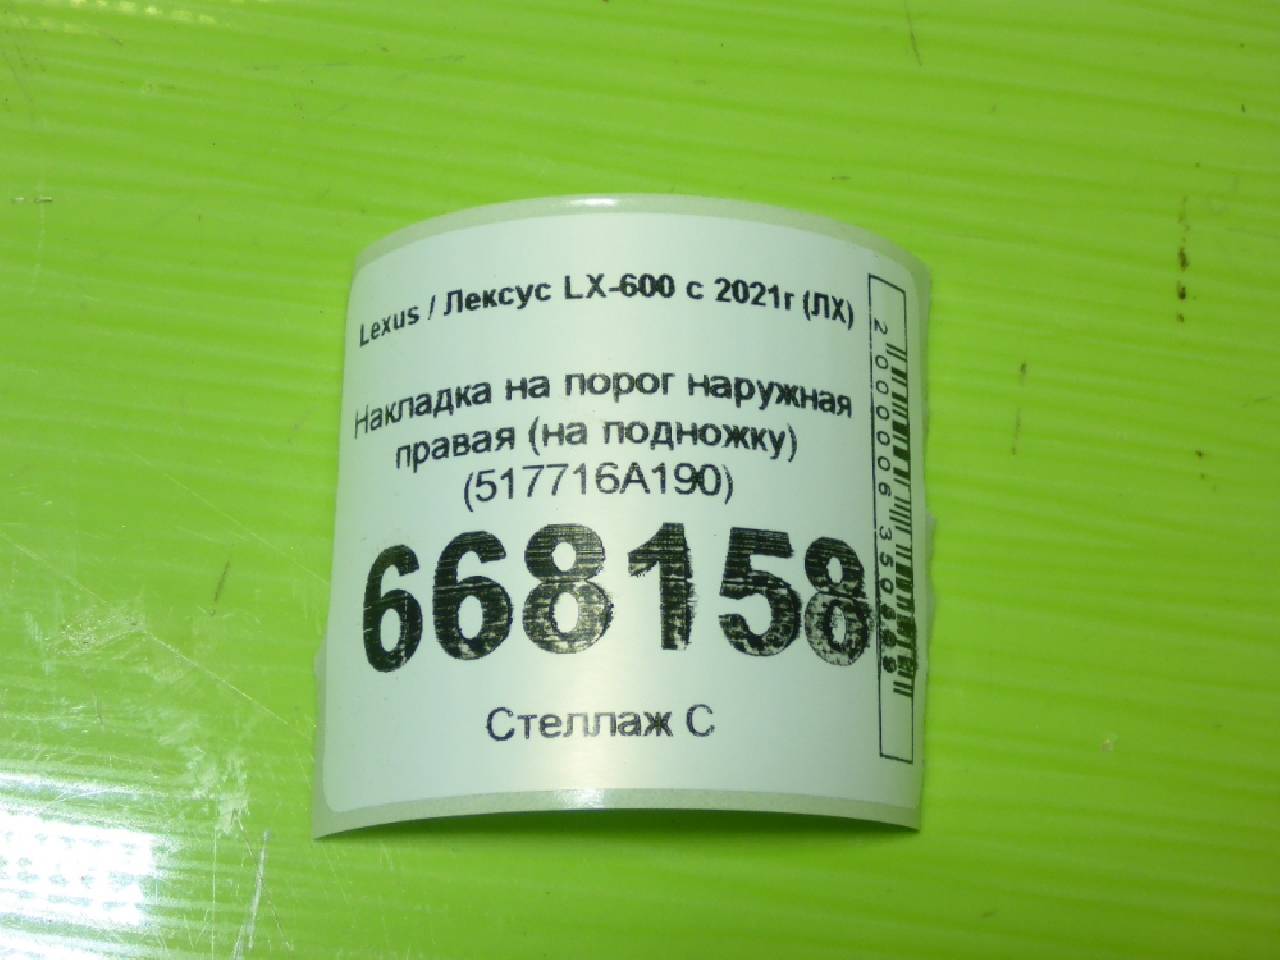 Lexus / Лексус LX-600 с 2021г (ЛХ)
Накладка на порог наружная
правая (на подножку)
(517716A190)
668158
Стеллаж С